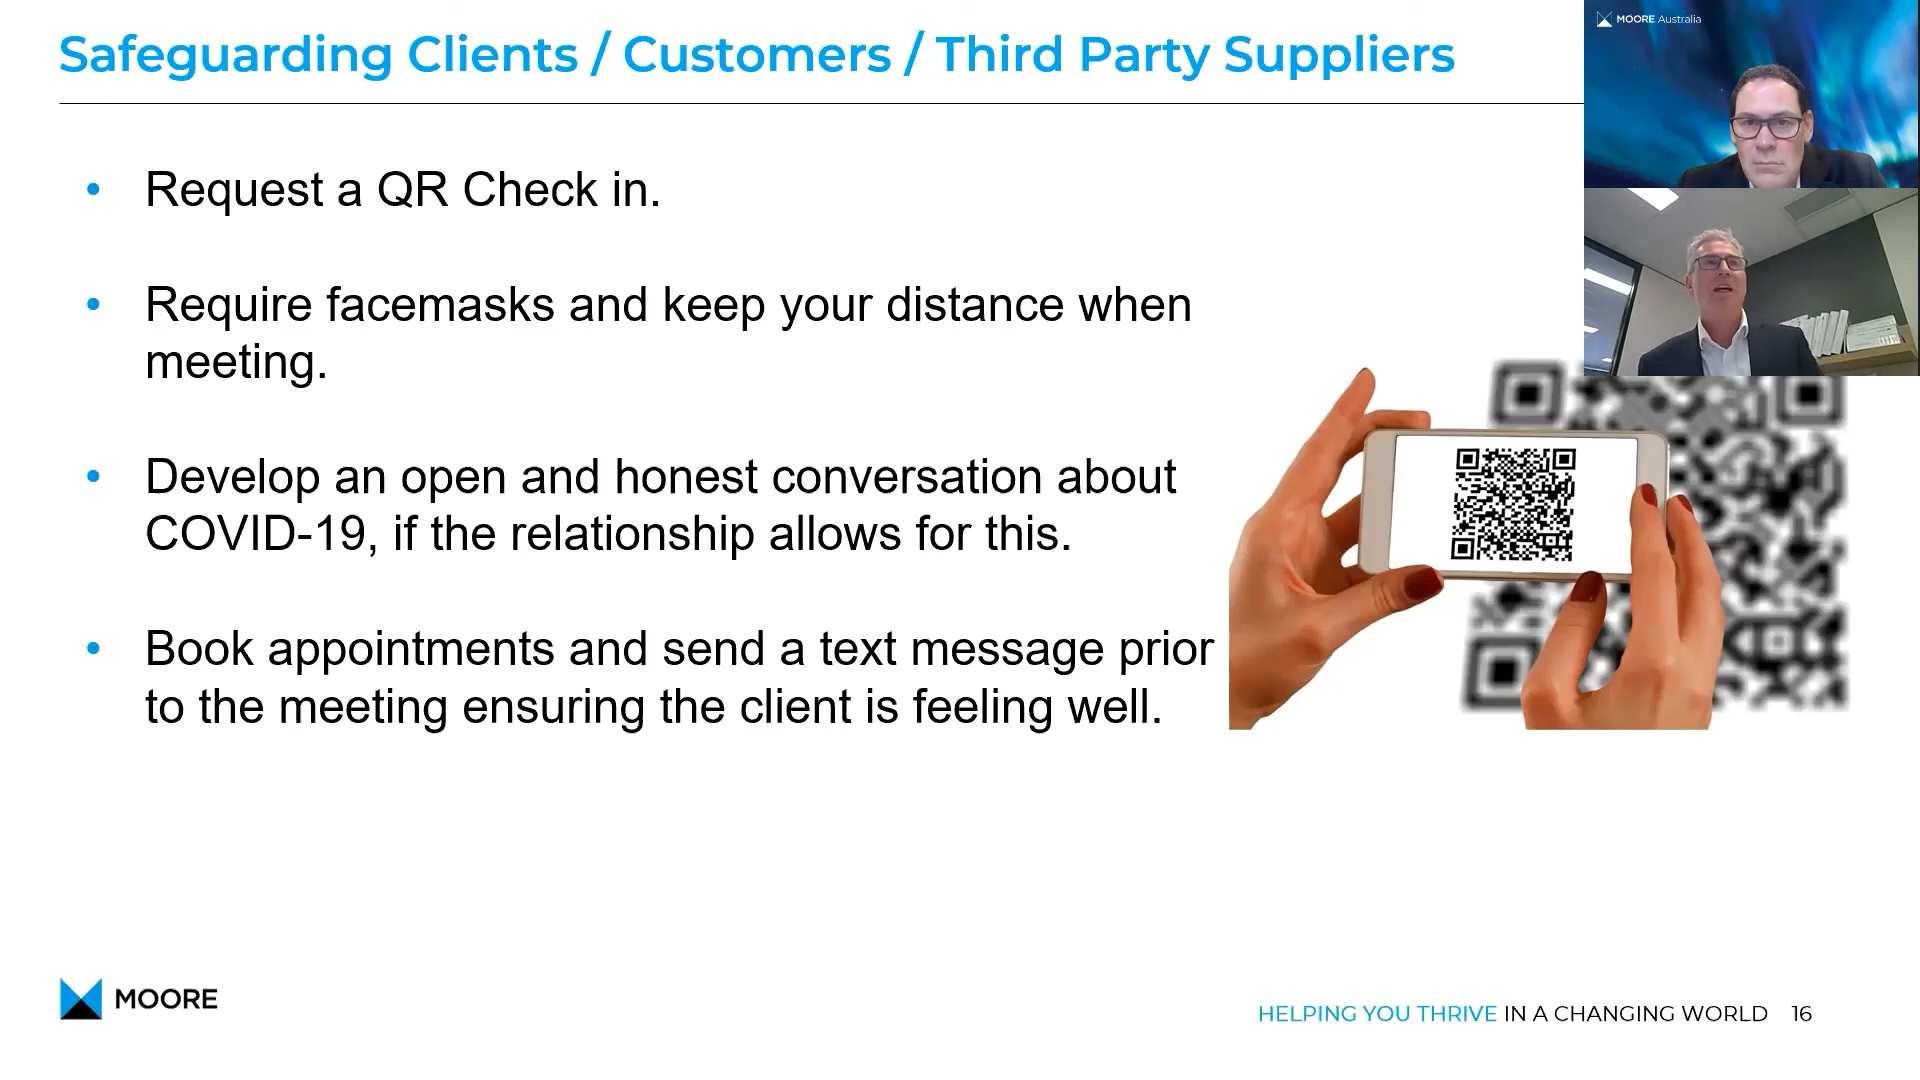 Safeguarding Clients / Customers / Third Party Suppliers
MOORE Australia
• Request a QR Check in.
• Require facemasks and keep your distance when
meeting.
• Develop an open and honest conversation about
COVID-19, if the relationship allows for this.
• Book appointments and send a text message prior
to the meeting ensuring the client is feeling well.
MOORE
HELPING YOU THRIVE IN A CHANGING WORLD 16